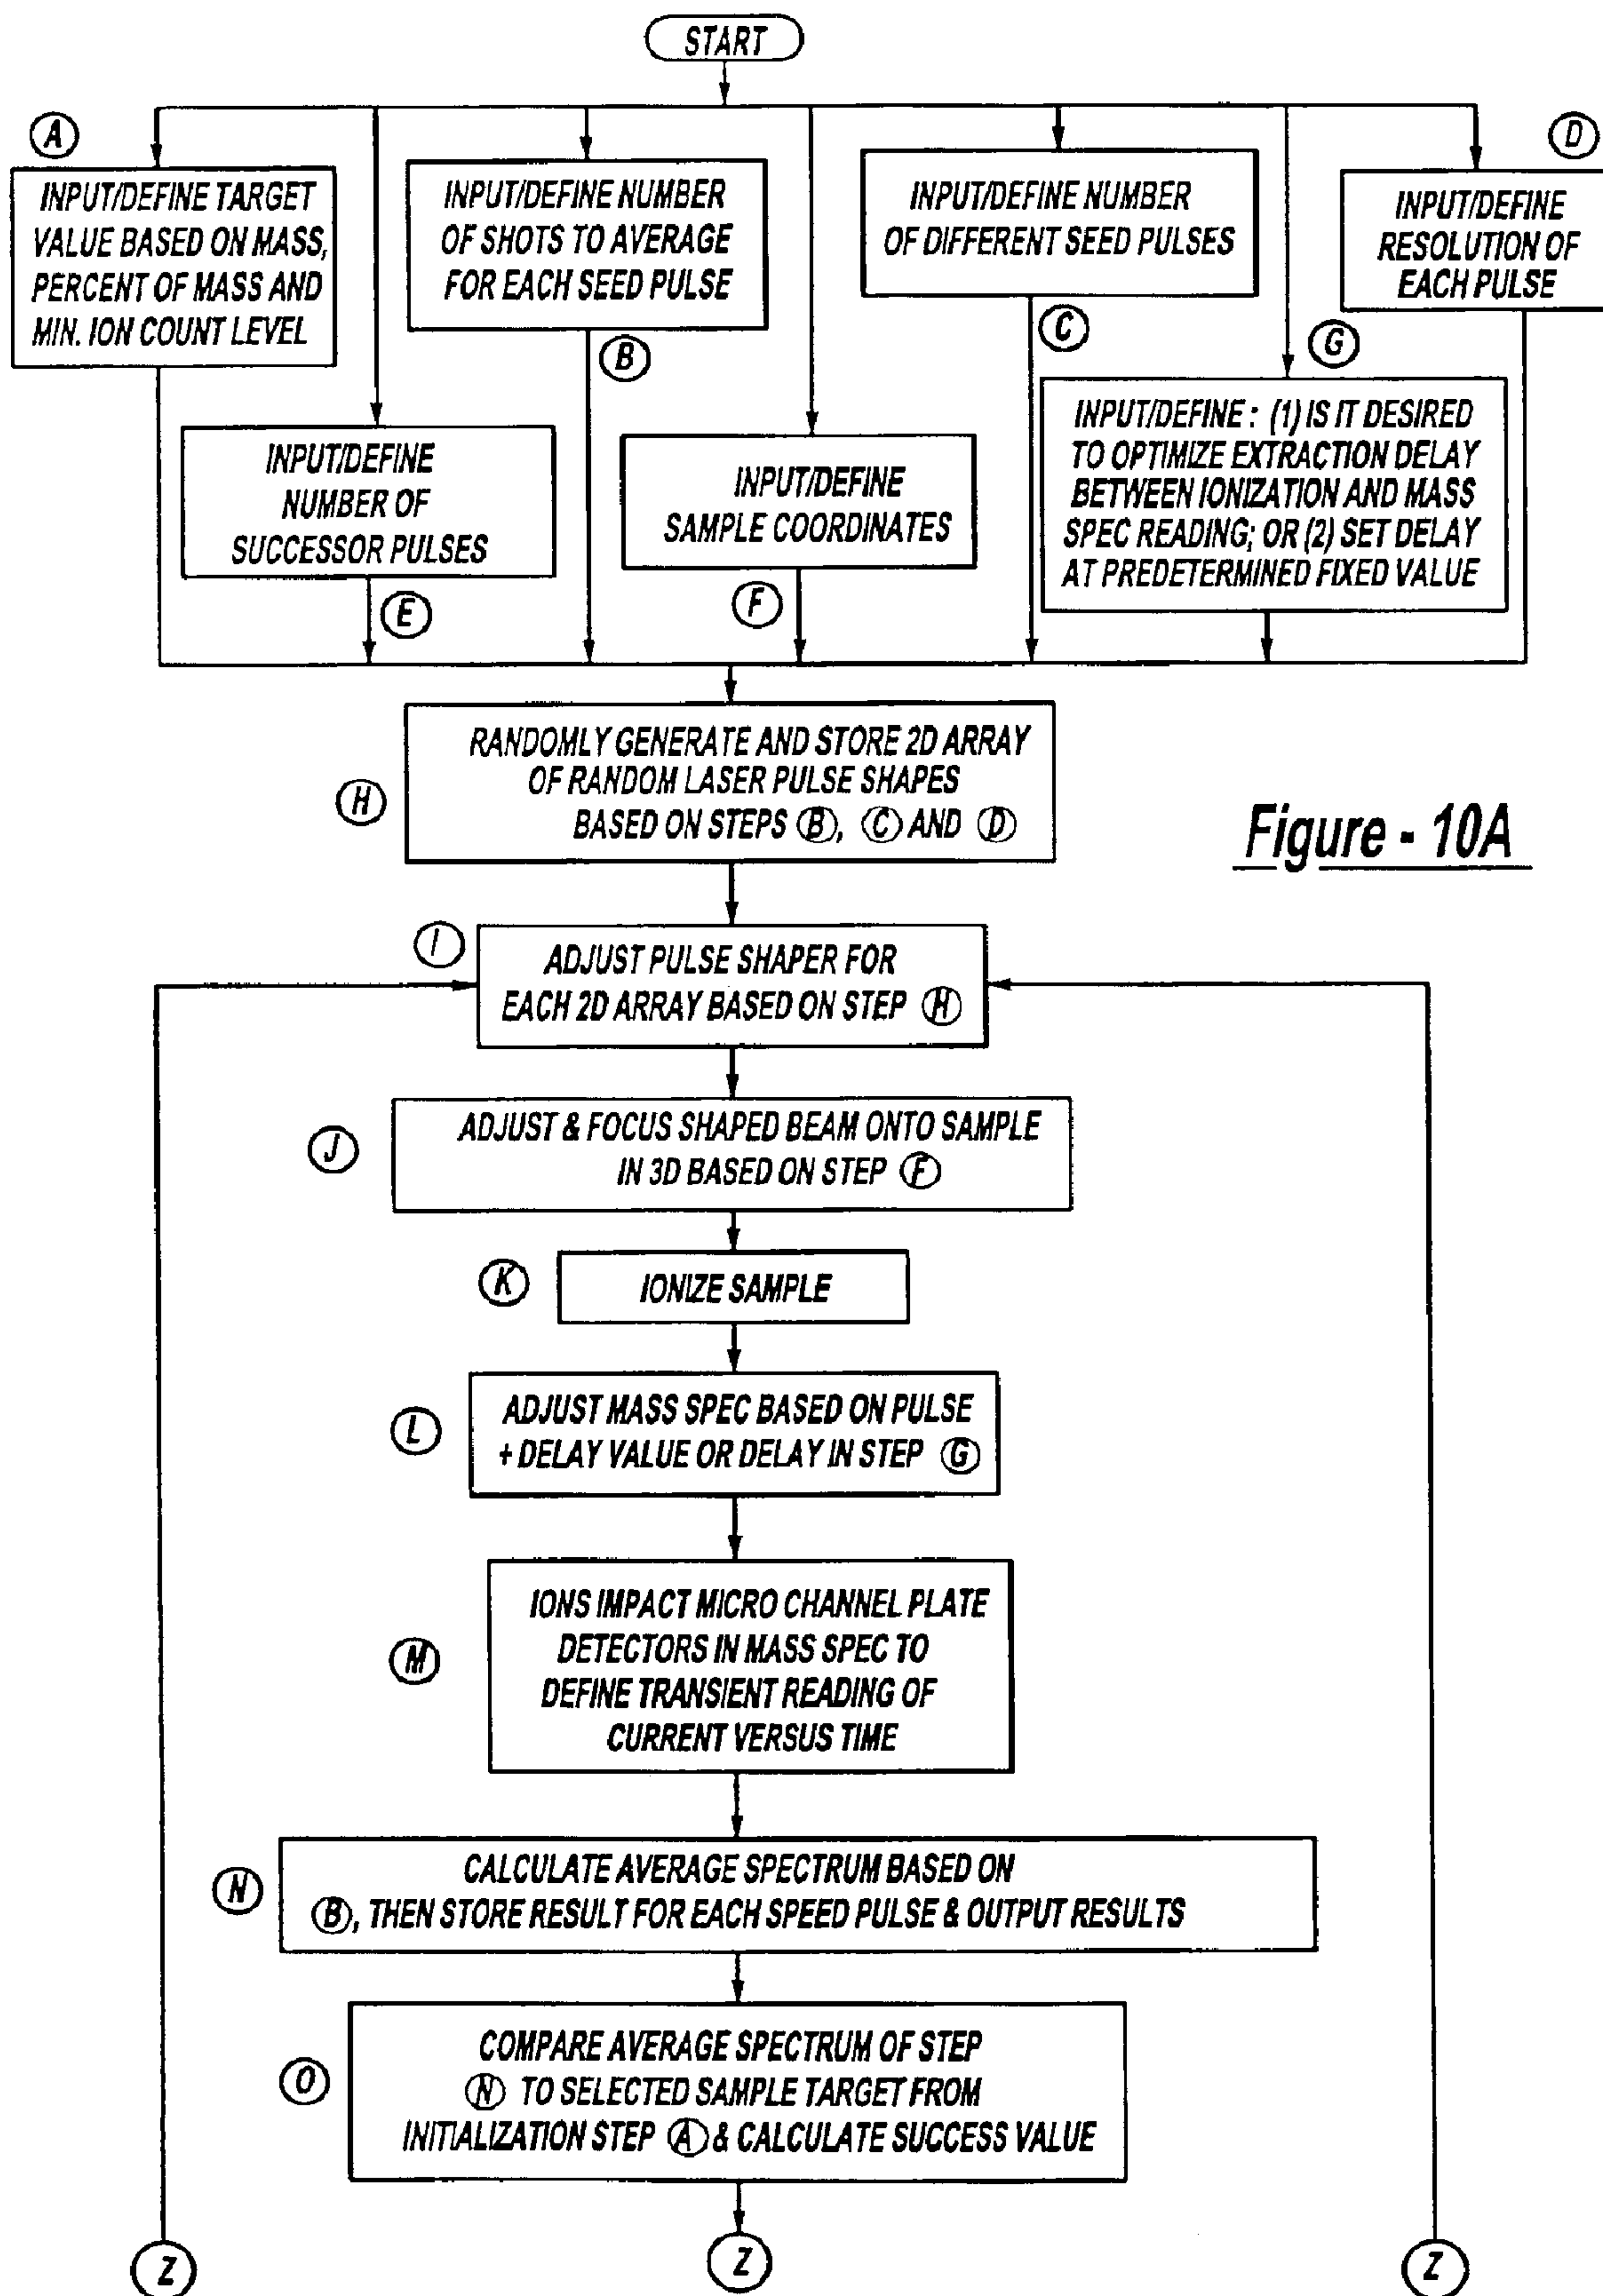 START
A
INPUT/DEFINE TARGET
VALUE BASED ON MASS,
PERCENT OF MASS AND
MIN. ION COUNT LEVEL
INPUT/DEFINE NUMBER
OF SHOTS TO AVERAGE
FOR EACH SEED PULSE
B
INPUT/DEFINE NUMBER
OF DIFFERENT SEED PULSES
C
D
INPUT/DEFINE
RESOLUTION OF
EACH PULSE
INPUT/DEFINE
NUMBER OF
SUCCESSOR PULSES
E
INPUT/DEFINE
SAMPLE COORDINATES
F
G
INPUT/DEFINE : (1) IS IT DESIRED
TO OPTIMIZE EXTRACTION DELAY
BETWEEN IONIZATION AND MASS
SPEC READING; OR (2) SET DELAY
AT PREDETERMINED FIXED VALUE
H
RANDOMLY GENERATE AND STORE 2D ARRAY
OF RANDOM LASER PULSE SHAPES
BASED ON STEPS B, C AND D
Figure - 10A
I
ADJUST PULSE SHAPER FOR
EACH 2D ARRAY BASED ON STEP H
J
ADJUST & FOCUS SHAPED BEAM ONTO SAMPLE
IN 3D BASED ON STEP F
K
IONIZE SAMPLE
L
ADJUST MASS SPEC BASED ON PULSE
+ DELAY VALUE OR DELAY IN STEP G
M
IONS IMPACT MICRO CHANNEL PLATE
DETECTORS IN MASS SPEC TO
DEFINE TRANSIENT READING OF
CURRENT VERSUS TIME
N
CALCULATE AVERAGE SPECTRUM BASED ON
B, THEN STORE RESULT FOR EACH SPEED PULSE & OUTPUT RESULTS
O
COMPARE AVERAGE SPECTRUM OF STEP
N TO SELECTED SAMPLE TARGET FROM
INITIALIZATION STEP A & CALCULATE SUCCESS VALUE
Z
Z
Z